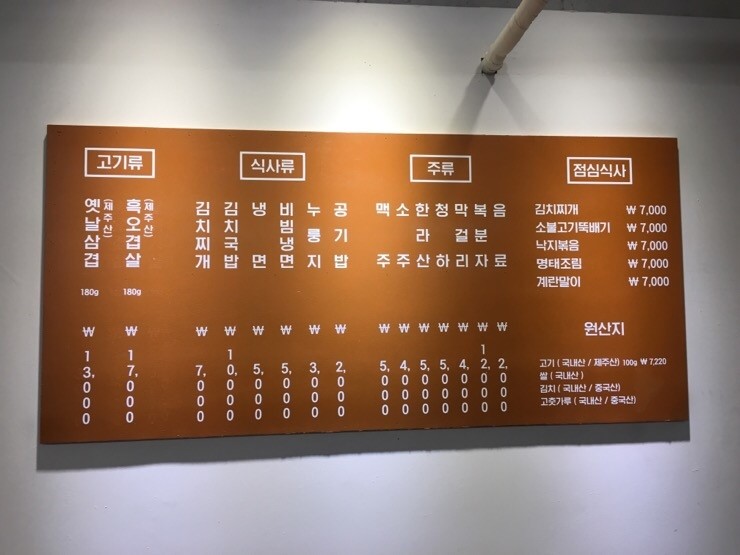 고기류
옛날삼겹 (제주산) 180g ₩13,000
흑오겹살 (제주산) 180g ₩17,000
식사류
김치찌개 ₩7,000
김치국밥 ₩10,000
냉면 ₩5,000
비빔냉면 ₩5,000
누룽지 ₩3,000
공기밥 ₩2,000
주류
맥주 ₩5,000
소주 ₩4,000
한라산 ₩5,000
청하 ₩5,000
막걸리 ₩4,000
복분자 ₩12,000
음료 ₩2,000
점심식사
김치찌개 ₩7,000
소불고기뚝배기 ₩7,000
낙지볶음 ₩7,000
명태조림 ₩7,000
계란말이 ₩7,000
원산지
고기 ( 국내산 / 제주산) 100g ₩7,220
쌀 ( 국내산 )
김치 ( 국내산 / 중국산)
고춧가루 ( 국내산 / 중국산)